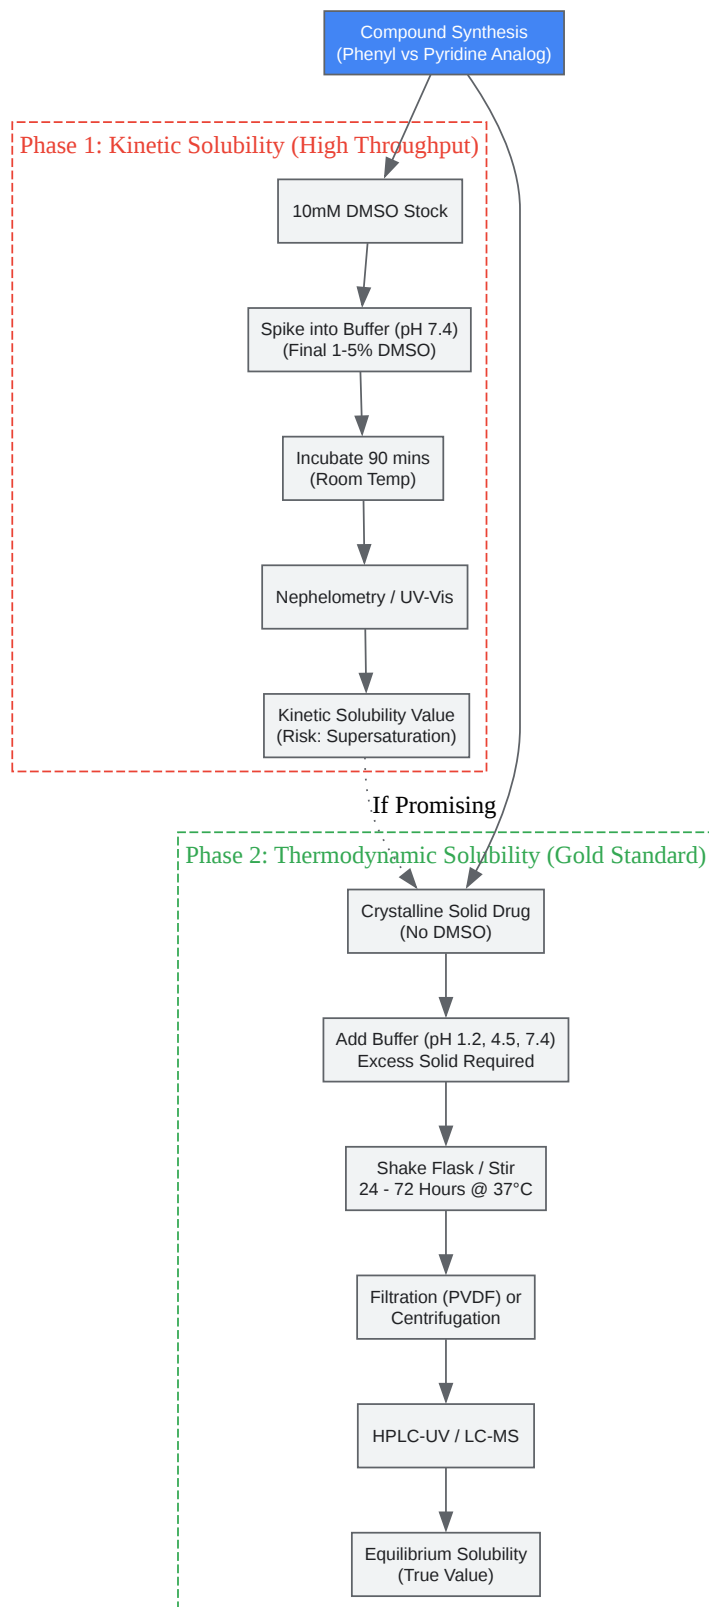 Compound Synthesis
(Phenyl vs Pyridine Analog)
Phase 1: Kinetic Solubility (High Throughput)
10mM DMSO Stock
Spike into Buffer (pH 7.4)
(Final 1-5% DMSO)
Incubate 90 mins
(Room Temp)
Nephelometry / UV-Vis
Kinetic Solubility Value
(Risk: Supersaturation)
If Promising
Phase 2: Thermodynamic Solubility (Gold Standard)
Crystalline Solid Drug
(No DMSO)
Add Buffer (pH 1.2, 4.5, 7.4)
Excess Solid Required
Shake Flask / Stir
24 - 72 Hours @ 37°C
Filtration (PVDF) or
Centrifugation
HPLC-UV / LC-MS
Equilibrium Solubility
(True Value)